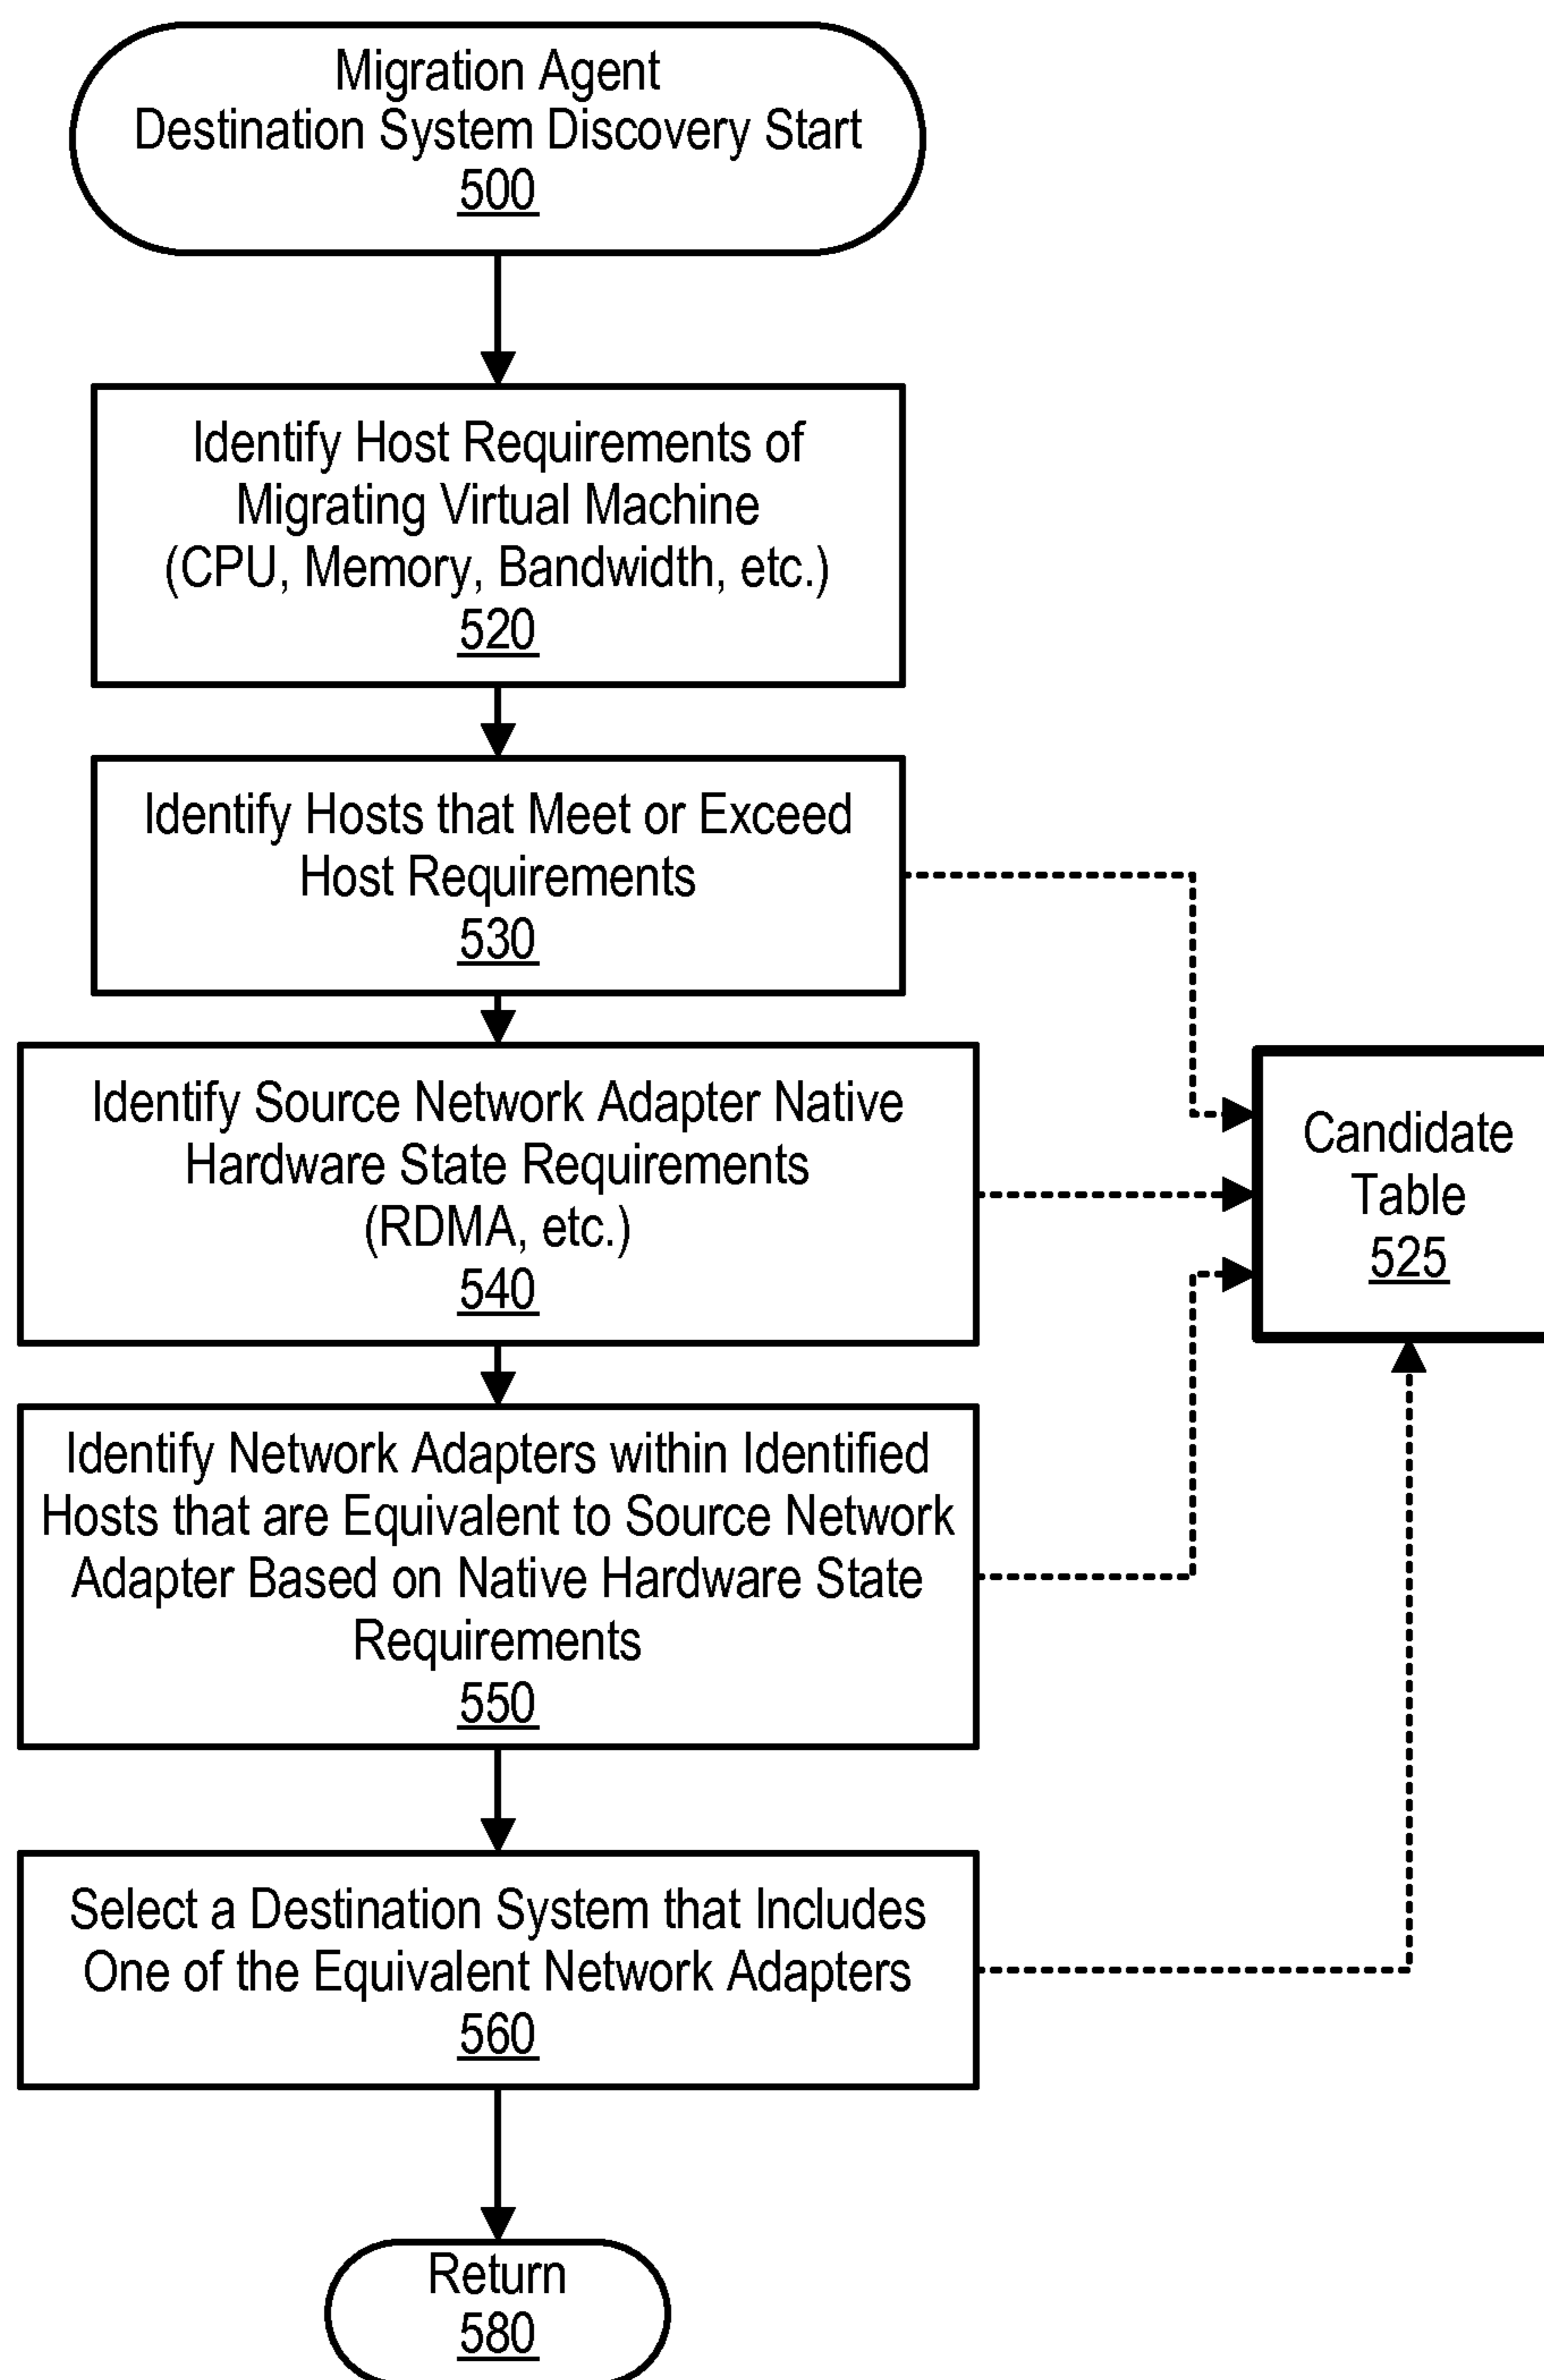 Migration Agent
Destination System Discovery Start
500
Identify Host Requirements of
Migrating Virtual Machine
(CPU, Memory, Bandwidth, etc.)
520
Identify Hosts that Meet or Exceed
Host Requirements
530
Identify Source Network Adapter Native
Hardware State Requirements
(RDMA, etc.)
540
Candidate
Table
525
Identify Network Adapters within Identified
Hosts that are Equivalent to Source Network
Adapter Based on Native Hardware State
Requirements
550
Select a Destination System that Includes
One of the Equivalent Network Adapters
560
Return
580